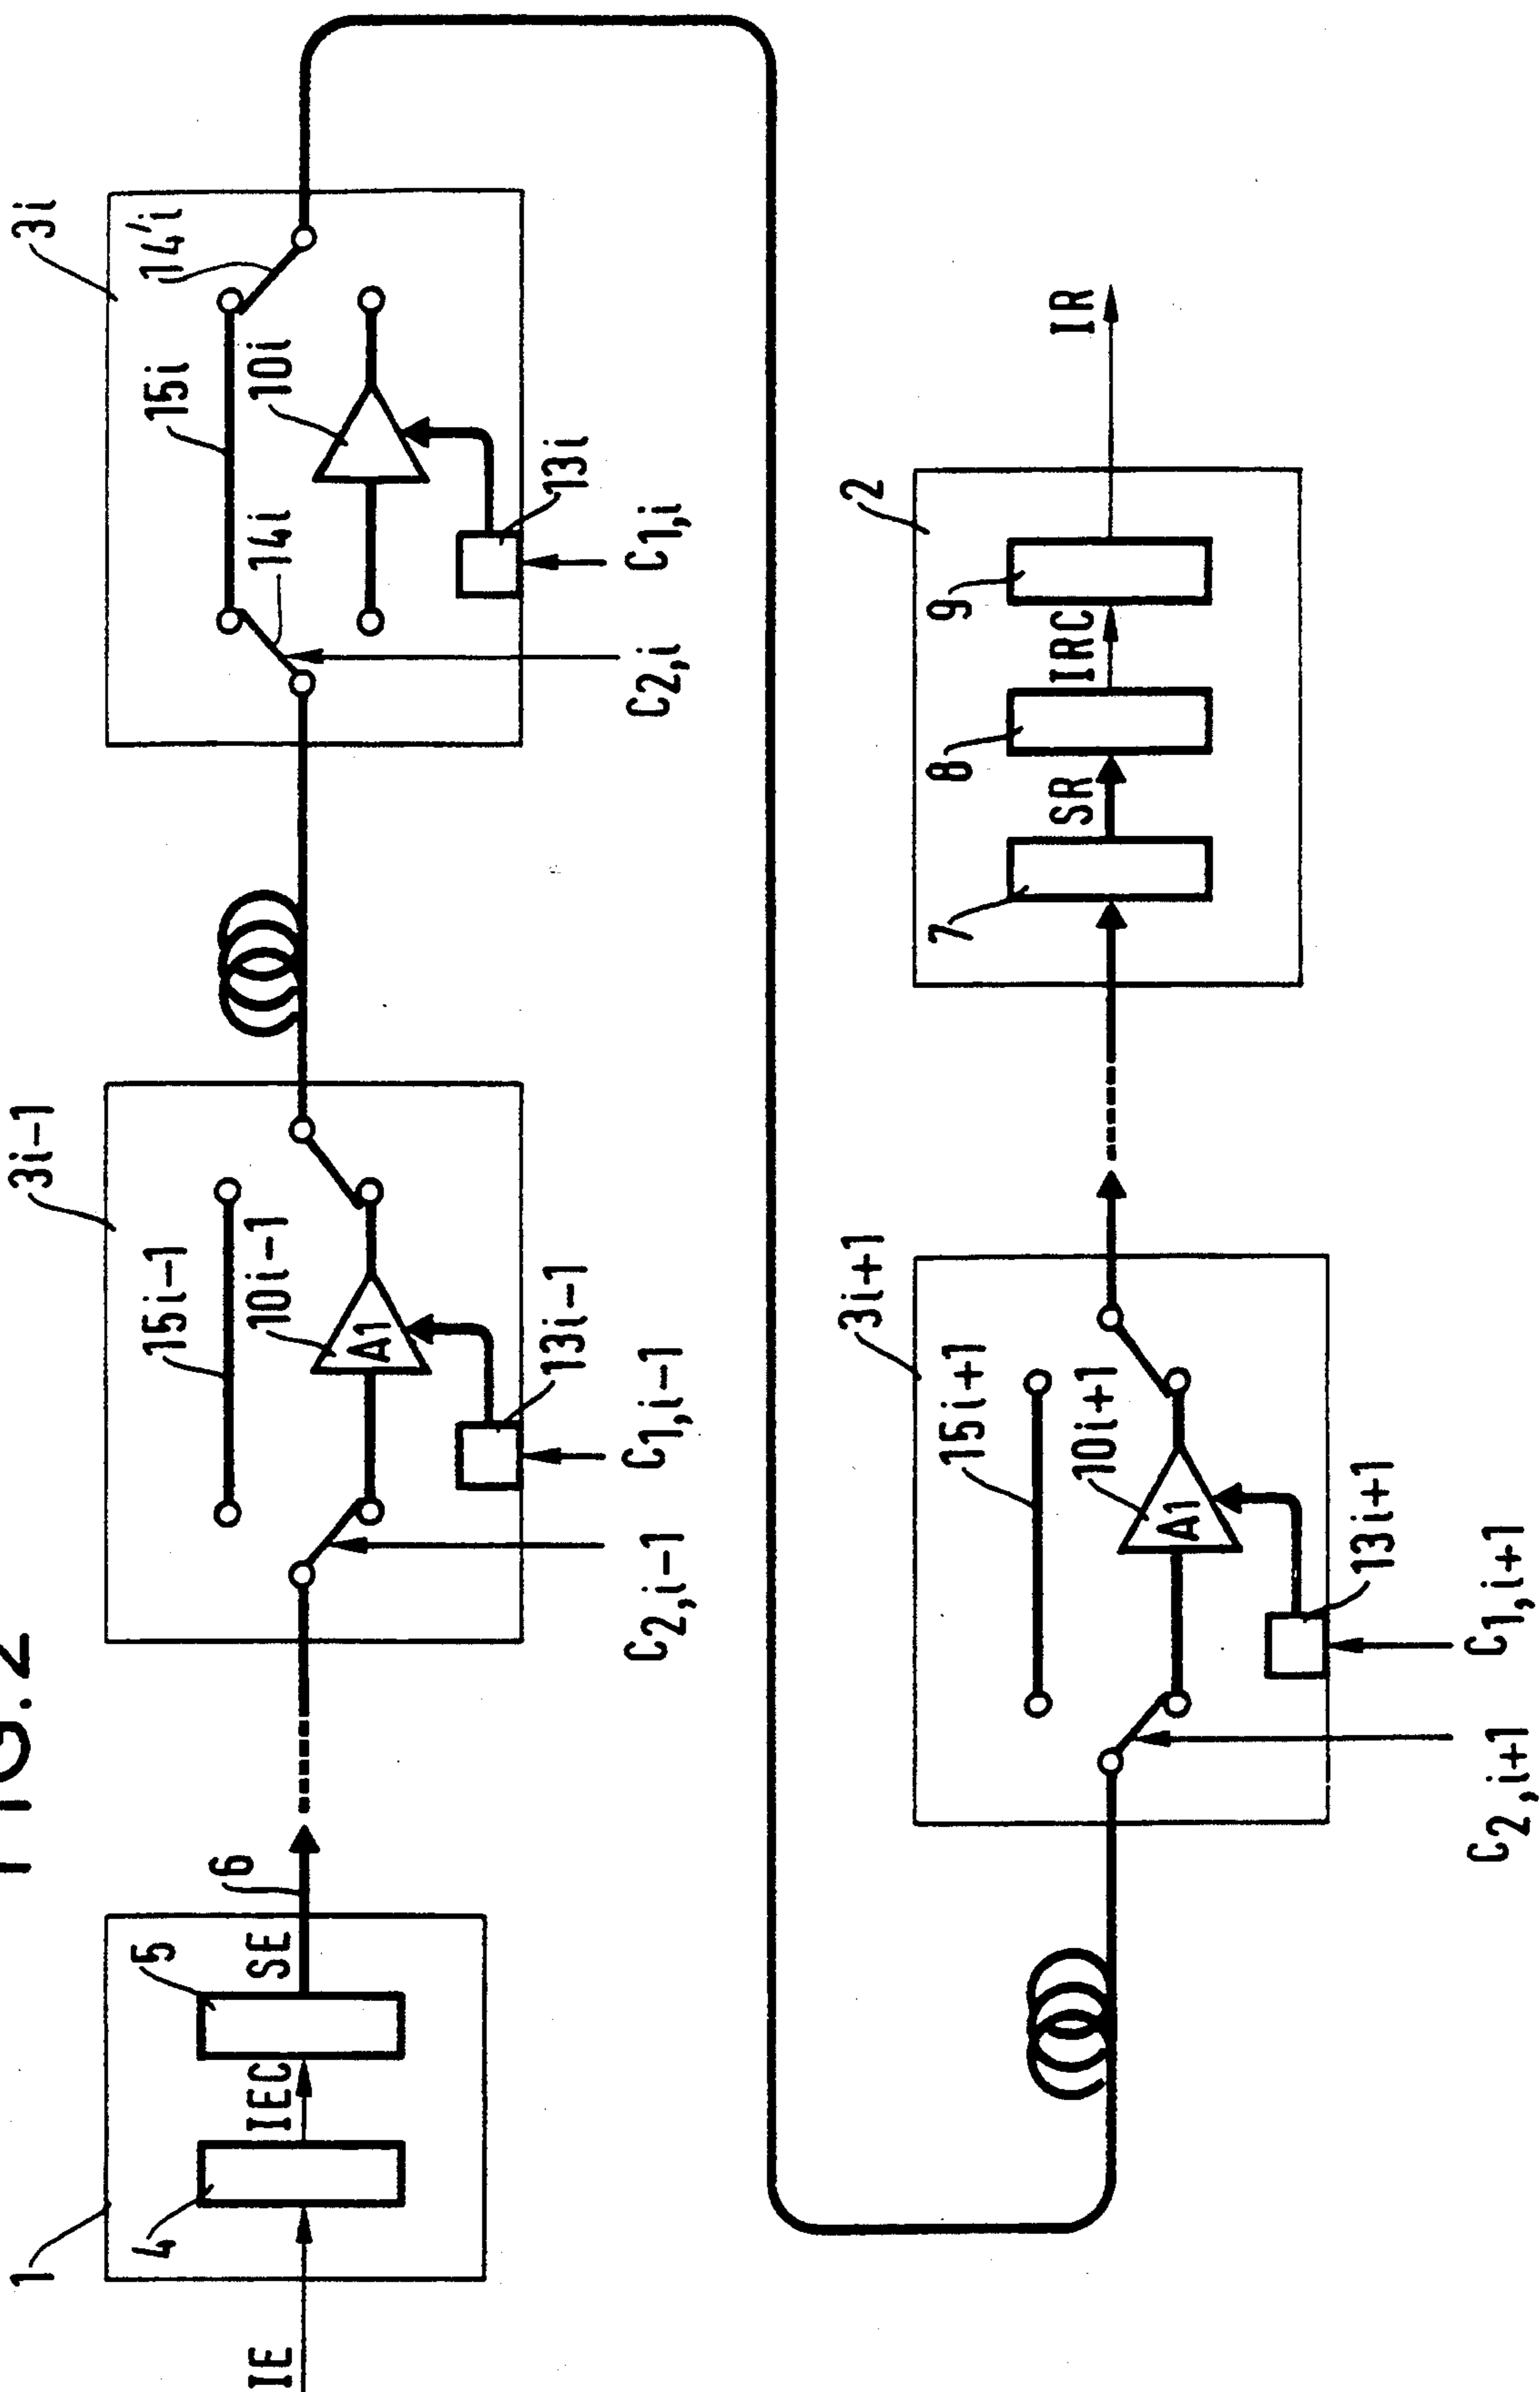 FIG.2
1
IE
4
IEC
5
SE
6
3i-1
15i-1
10i-1
A1
13i-1
C2,i-1
C1,i-1
3i
14i
15i
14'i
10i
13i
C2,i
C1,i
3i+1
15i+1
10i+1
A1
13i+1
C2,i+1
C1,i+1
2
7
SR
8
IRC
9
IR